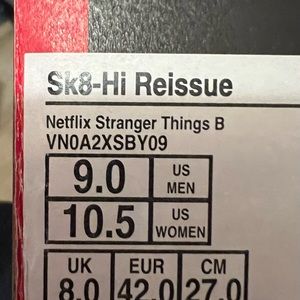 Sk8-Hi Reissue
Netflix Stranger Things B
VN0A2XSBY09
9.0 US MEN
10.5 US WOMEN
UK EUR CM
8.0 42.0 27.0